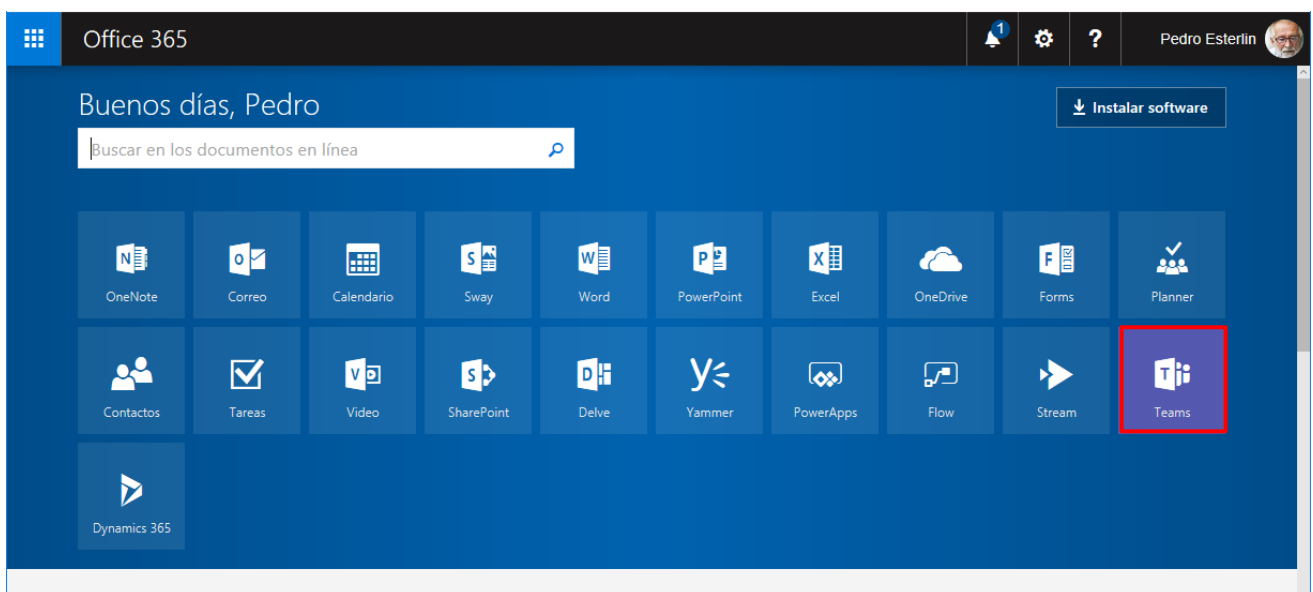 Office 365
1
?
Pedro Esterlin
Buenos días, Pedro
Instalar software
Buscar en los documentos en línea
N
O
S
W
P
X
F
OneNote
Correo
Calendario
Sway
Word
PowerPoint
Excel
OneDrive
Forms
Planner
V
S
D
y
T
Contactos
Tareas
Video
SharePoint
Delve
Yammer
PowerApps
Flow
Stream
Teams
Dynamics 365